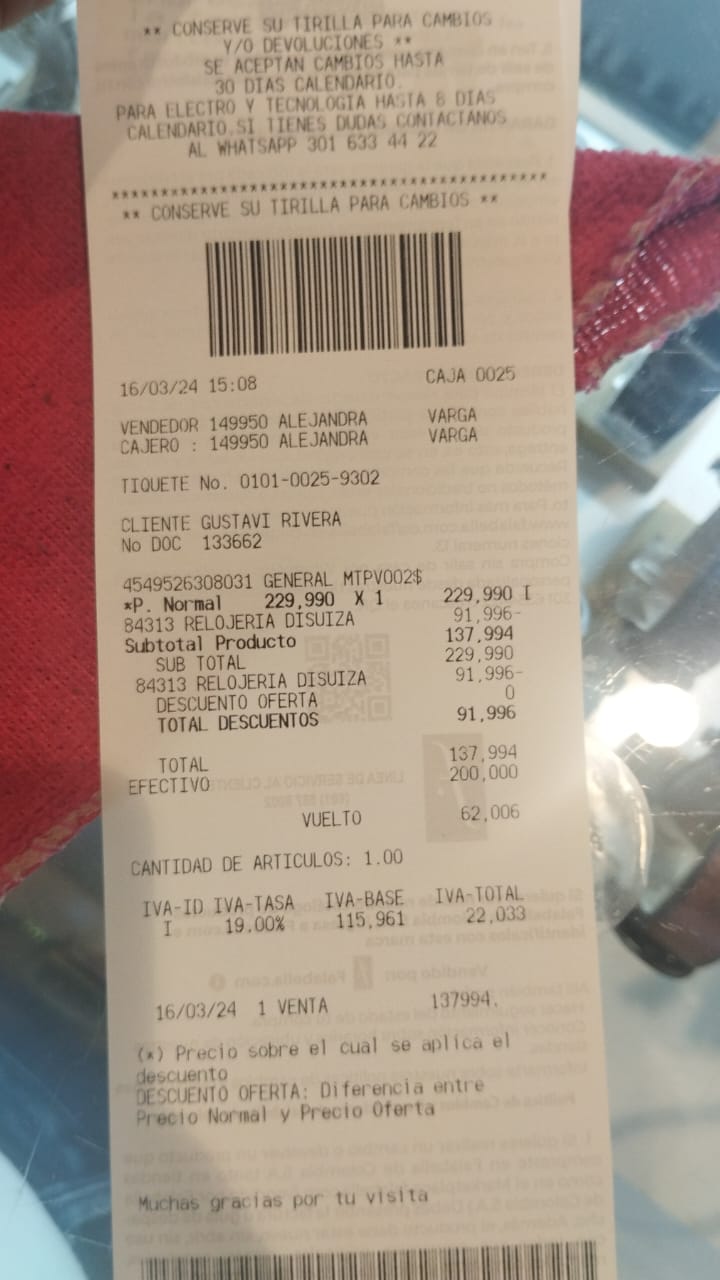 ** CONSERVE SU TIRILLA PARA CAMBIOS
Y/O DEVOLUCIONES **
SE ACEPTAN CAMBIOS HASTA
30 DIAS CALENDARIO.
PARA ELECTRO Y TECNOLOGIA HASTA 8 DIAS
CALENDARIO.SI TIENES DUDAS CONTACTANOS
AL WHATSAPP 301 633 44 22
********************************************
** CONSERVE SU TIRILLA PARA CAMBIOS **
16/03/24 15:08 CAJA 0025
VENDEDOR 149950 ALEJANDRA VARGA
CAJERO : 149950 ALEJANDRA VARGA
TIQUETE No. 0101-0025-9302
CLIENTE GUSTAVI RIVERA
No DOC 133662
4549526308031 GENERAL MTPV002$
*P. Normal 229,990 X 1 229,990 I
84313 RELOJERIA DISUIZA 91,996-
Subtotal Producto 137,994
SUB TOTAL 229,990
84313 RELOJERIA DISUIZA 91,996-
DESCUENTO OFERTA 0
TOTAL DESCUENTOS 91,996
TOTAL 137,994
EFECTIVO 200,000
VUELTO 62,006
CANTIDAD DE ARTICULOS: 1.00
IVA-ID IVA-TASA IVA-BASE IVA-TOTAL
I 19.00% 115,961 22,033
16/03/24 1 VENTA 137994.
(*) Precio sobre el cual se aplica el
descuento
DESCUENTO OFERTA: Diferencia entre
Precio Normal y Precio Oferta
Muchas gracias por tu visita